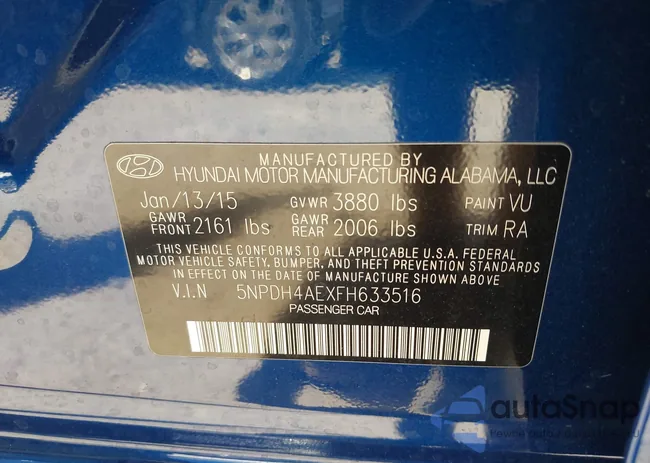 MANUFACTURED BY
HYUNDAI MOTOR MANUFACTURING ALABAMA, LLC
Jan/13/15 GVWR 3880 lbs PAINT VU
GAWR FRONT 2161 lbs GAWR REAR 2006 lbs TRIM RA
THIS VEHICLE CONFORMS TO ALL APPLICABLE U.S.A. FEDERAL
MOTOR VEHICLE SAFETY, BUMPER, AND THEFT PREVENTION
STANDARDS IN EFFECT ON THE DATE OF MANUFACTURE SHOWN ABOVE.
V.I.N 5NPDH4AEXFH633516
PASSENGER CAR
autoSnap